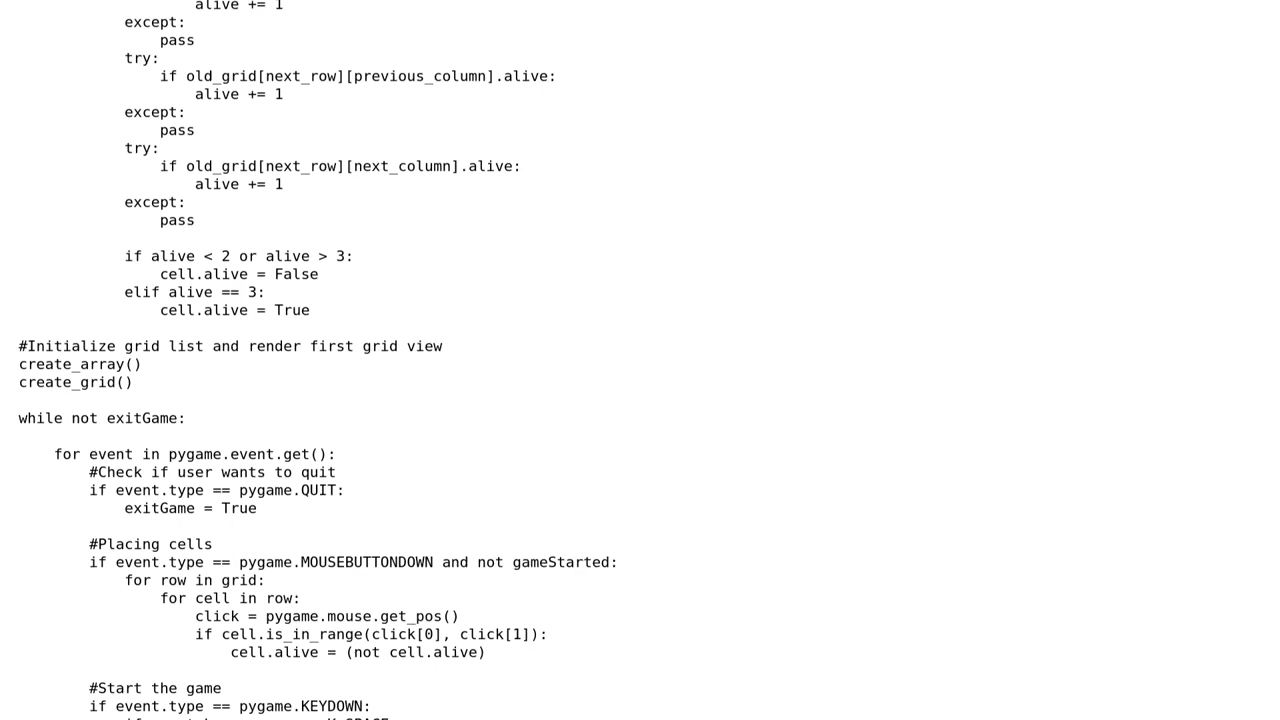 alive += 1
            except:
                pass
            try:
                if old_grid[next_row][previous_column].alive:
                    alive += 1
            except:
                pass
            try:
                if old_grid[next_row][next_column].alive:
                    alive += 1
            except:
                pass

            if alive < 2 or alive > 3:
                cell.alive = False
            elif alive == 3:
                cell.alive = True

#Initialize grid list and render first grid view
create_array()
create_grid()

while not exitGame:

    for event in pygame.event.get():
        #Check if user wants to quit
        if event.type == pygame.QUIT:
            exitGame = True

        #Placing cells
        if event.type == pygame.MOUSEBUTTONDOWN and not gameStarted:
            for row in grid:
                for cell in row:
                    click = pygame.mouse.get_pos()
                    if cell.is_in_range(click[0], click[1]):
                        cell.alive = (not cell.alive)

        #Start the game
        if event.type == pygame.KEYDOWN: